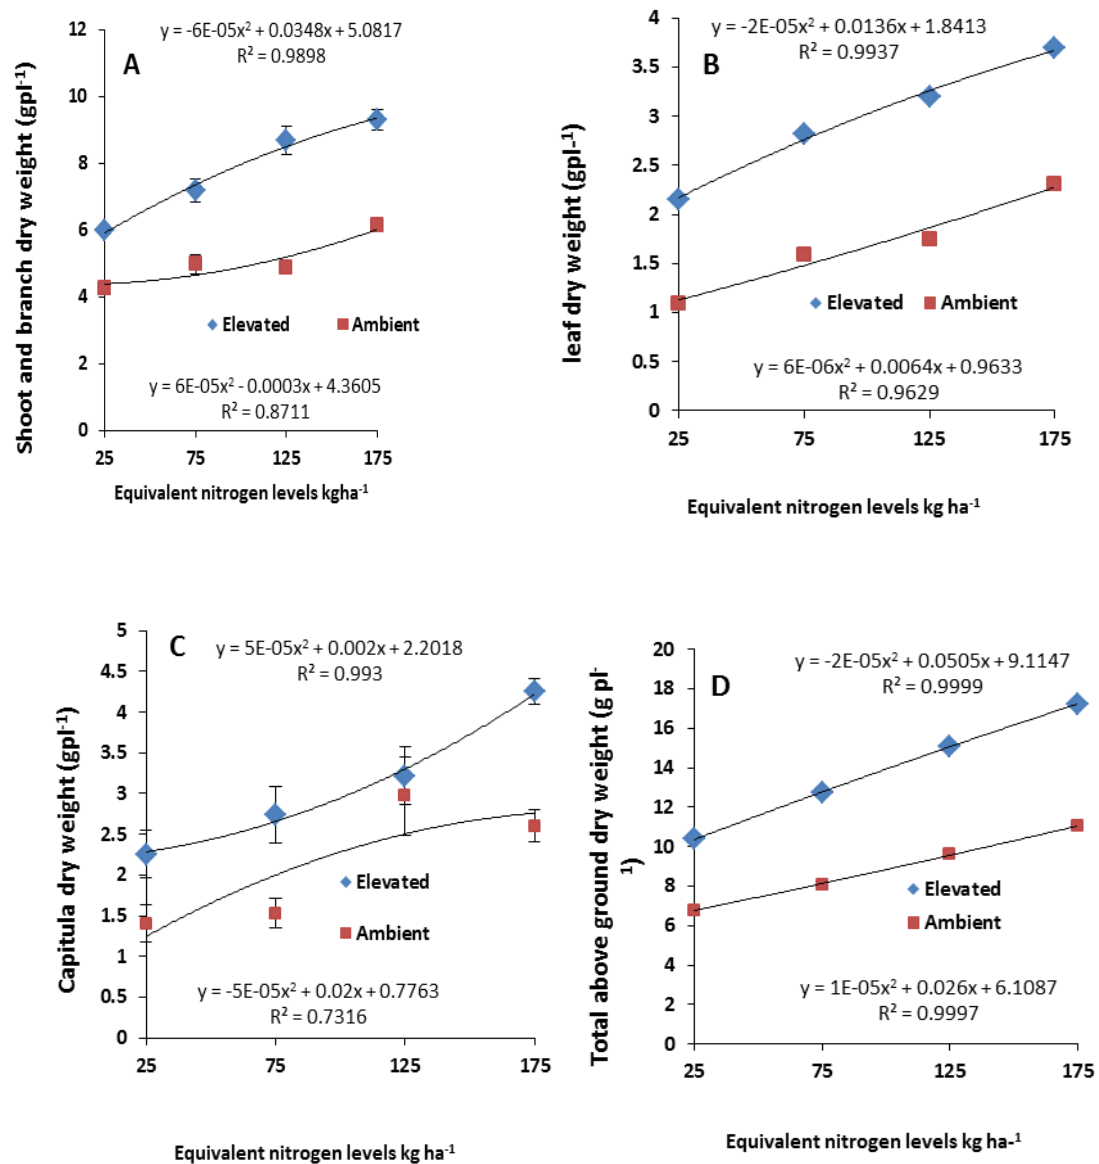 y = -6E-05x² + 0.0348x + 5.0817
R² = 0.9898
A
Shoot and branch dry weight (gpl-¹)
12
10
8
6
4
2
0
Elevated
Ambient
y = 6E-05x² - 0.0003x + 4.3605
R² = 0.8711
25 75 125 175
Equivalent nitrogen levels kgha-¹
y = -2E-05x² + 0.0136x + 1.8413
R² = 0.9937
B
leaf dry weight (gpl-¹)
4
3.5
3
2.5
2
1.5
1
0.5
0
Elevated
Ambient
y = 6E-06x² + 0.0064x + 0.9633
R² = 0.9629
25 75 125 175
Equivalent nitrogen levels kg ha-¹
y = 5E-05x² + 0.002x + 2.2018
R² = 0.993
C
Capitula dry weight (gpl-¹)
5
4.5
4
3.5
3
2.5
2
1.5
1
0.5
0
Elevated
Ambient
y = -5E-05x² + 0.02x + 0.7763
R² = 0.7316
25 75 125 175
Equivalent nitrogen levels kg ha-¹
y = -2E-05x² + 0.0505x + 9.1147
R² = 0.9999
D
Total above ground dry weight (g pl-
¹)
20
18
16
14
12
10
8
6
4
2
0
Elevated
Ambient
y = 1E-05x² + 0.026x + 6.1087
R² = 0.9997
25 75 125 175
Equivalent nitrogen levels kg ha-¹